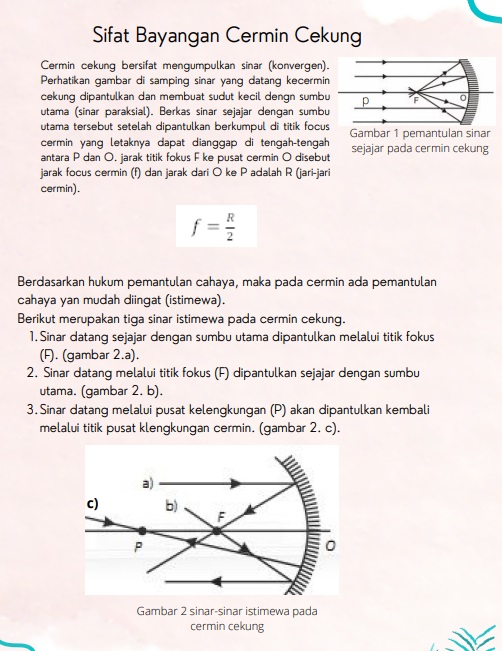 Sifat Bayangan Cermin Cekung
Cermin cekung bersifat mengumpulkan sinar (konvergen).
Perhatikan gambar di samping sinar yang datang kecermin
cekung dipantulkan dan membuat sudut kecil dengn sumbu
utama (sinar paraksial). Berkas sinar sejajar dengan sumbu
utama tersebut setelah dipantulkan berkumpul di titik focus
cermin yang letaknya dapat dianggap di tengah-tengah
antara P dan O. jarak titik fokus F ke pusat cermin O disebut
jarak focus cermin (f) dan jarak dari O ke P adalah R (jari-jari
cermin).
P F O
Gambar 1 pemantulan sinar
sejajar pada cermin cekung
f = R/2
Berdasarkan hukum pemantulan cahaya, maka pada cermin ada pemantulan
cahaya yan mudah diingat (istimewa).
Berikut merupakan tiga sinar istimewa pada cermin cekung.
1. Sinar datang sejajar dengan sumbu utama dipantulkan melalui titik fokus
(F). (gambar 2.a).
2. Sinar datang melalui titik fokus (F) dipantulkan sejajar dengan sumbu
utama. (gambar 2. b).
3. Sinar datang melalui pusat kelengkungan (P) akan dipantulkan kembali
melalui titik pusat klengkungan cermin. (gambar 2. c).
a)
c) b)
F
P O
Gambar 2 sinar-sinar istimewa pada
cermin cekung